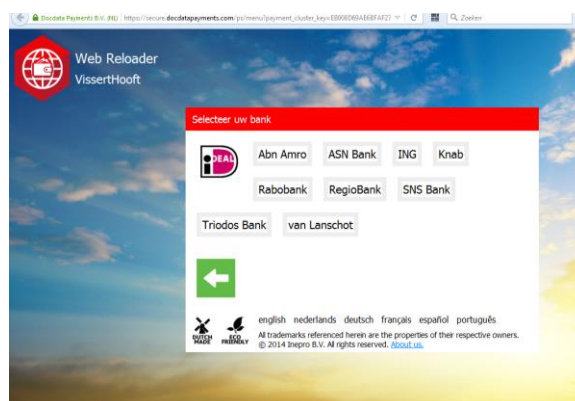 Docdata Payments B.V. (NL) https://secure.docdatapayments.com/ps/menu?payment_cluster_key= Zoeken
Web Reloader
VissertHooft
Selecteer uw bank
iDEAL Abn Amro ASN Bank ING Knab
Rabobank RegioBank SNS Bank
Triodos Bank van Lanschot
english nederlands deutsch français español português
DUTCH MADE ECO FRIENDLY All trademarks referenced herein are the properties of their respective owners.
© 2014 Inepro B.V. All rights reserved. About us.